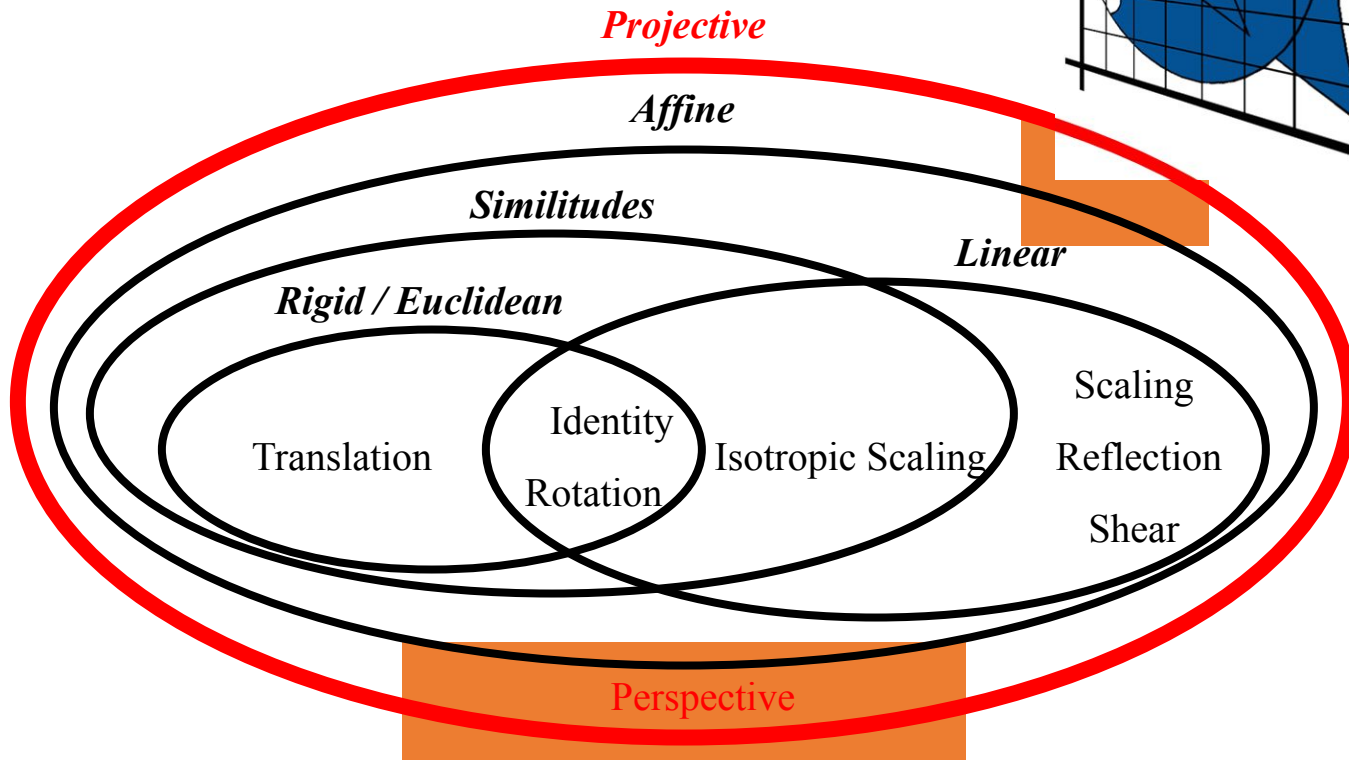 Projective
Affine
Similitudes
Linear
Rigid / Euclidean
Scaling
Identity
Translation
Isotropic Scaling
Reflection
Rotation
Shear
Perspective